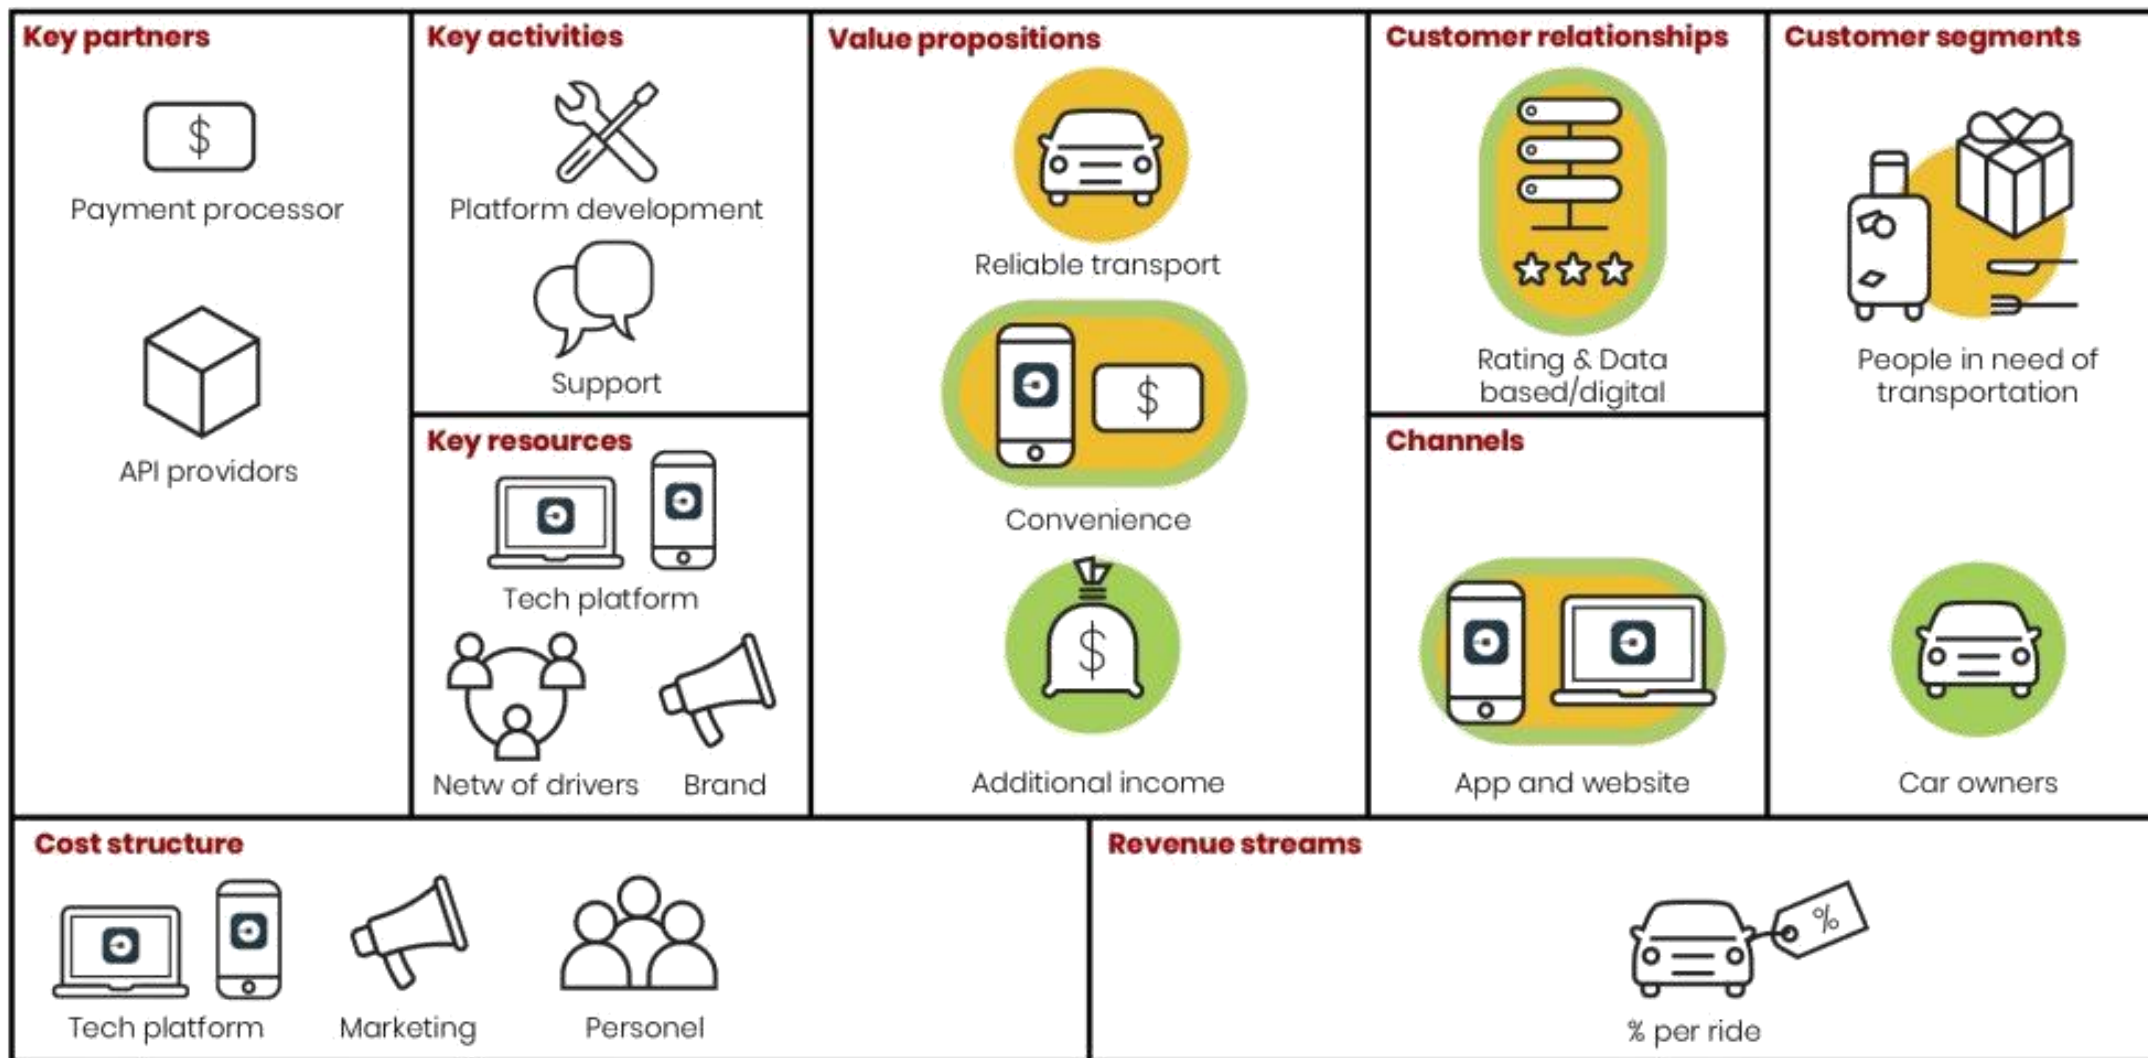 Key partners
$
Payment processor
API providors
Key activities
Platform development
Support
Key resources
Tech platform
Netw of drivers
Brand
Value propositions
Reliable transport
$
Convenience
$
Additional income
Customer relationships
Rating & Data
based/digital
Channels
App and website
Customer segments
People in need of
transportation
Car owners
Cost structure
Tech platform
Marketing
Personel
Revenue streams
%
% per ride